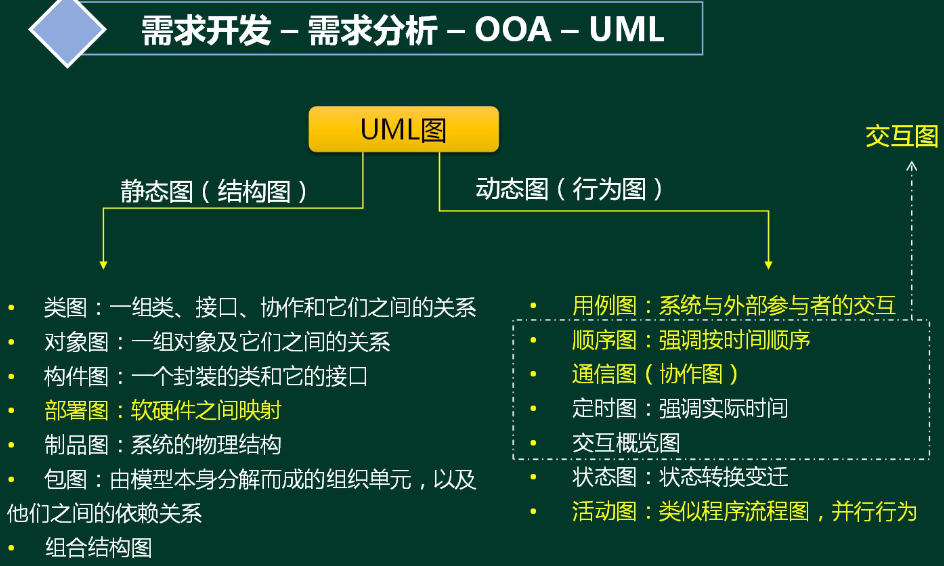 需求开发 – 需求分析 – OOA – UML
UML图
交互图
静态图(结构图)
动态图(行为图)
• 类图:一组类、接口、协作和它们之间的关系
• 对象图:一组对象及它们之间的关系
• 构件图:一个封装的类和它的接口
• 部署图:软硬件之间映射
• 制品图:系统的物理结构
• 包图:由模型本身分解而成的组织单元,以及
他们之间的依赖关系
• 组合结构图
• 用例图:系统与外部参与者的交互
• 顺序图:强调按时间顺序
• 通信图(协作图)
• 定时图:强调实际时间
• 交互概览图
• 状态图:状态转换变迁
• 活动图:类似程序流程图,并行行为